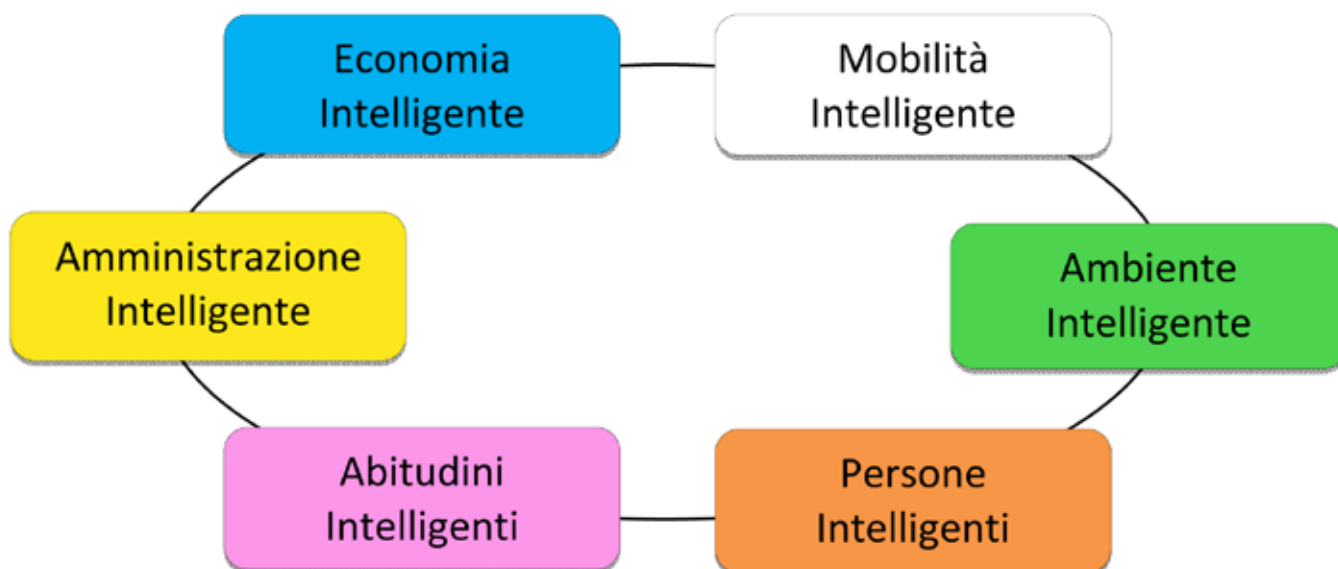 Economia
Intelligente
Mobilità
Intelligente
Amministrazione
Intelligente
Ambiente
Intelligente
Abitudini
Intelligenti
Persone
Intelligenti